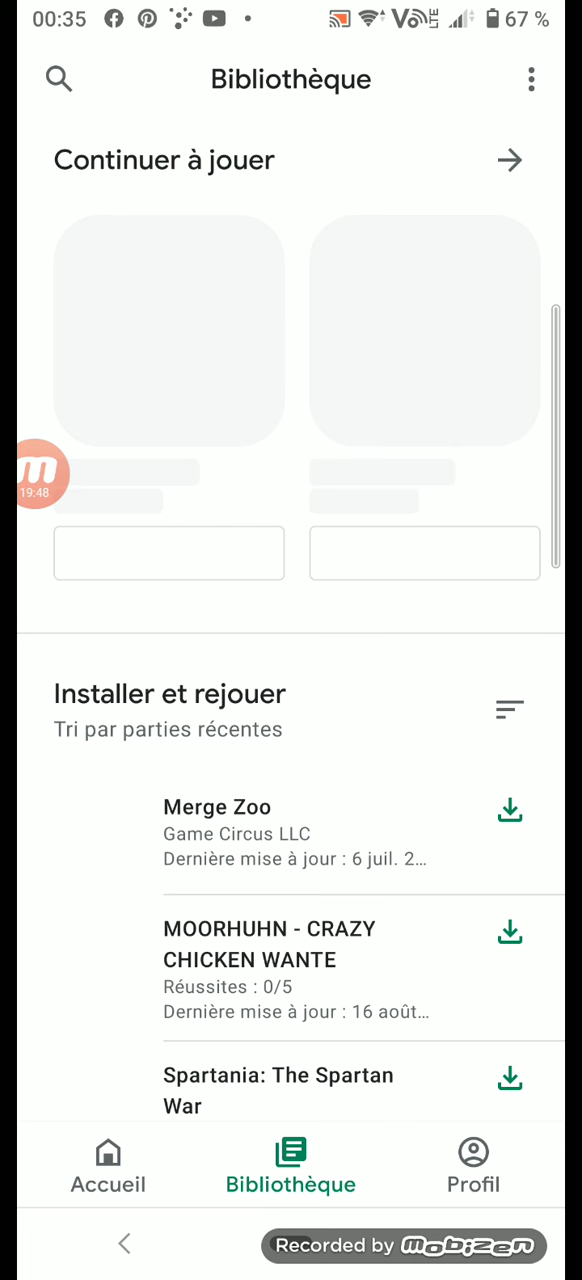 00:35
67 %
Bibliothèque
Continuer à jouer
19:48
Installer et rejouer
Tri par parties récentes
Merge Zoo
Game Circus LLC
Dernière mise à jour : 6 juil. 2...
MOORHUHN - CRAZY
CHICKEN WANTE
Réussites : 0/5
Dernière mise à jour : 16 août...
Spartania: The Spartan
War
Accueil
Bibliothèque
Profil
Recorded by mobizen